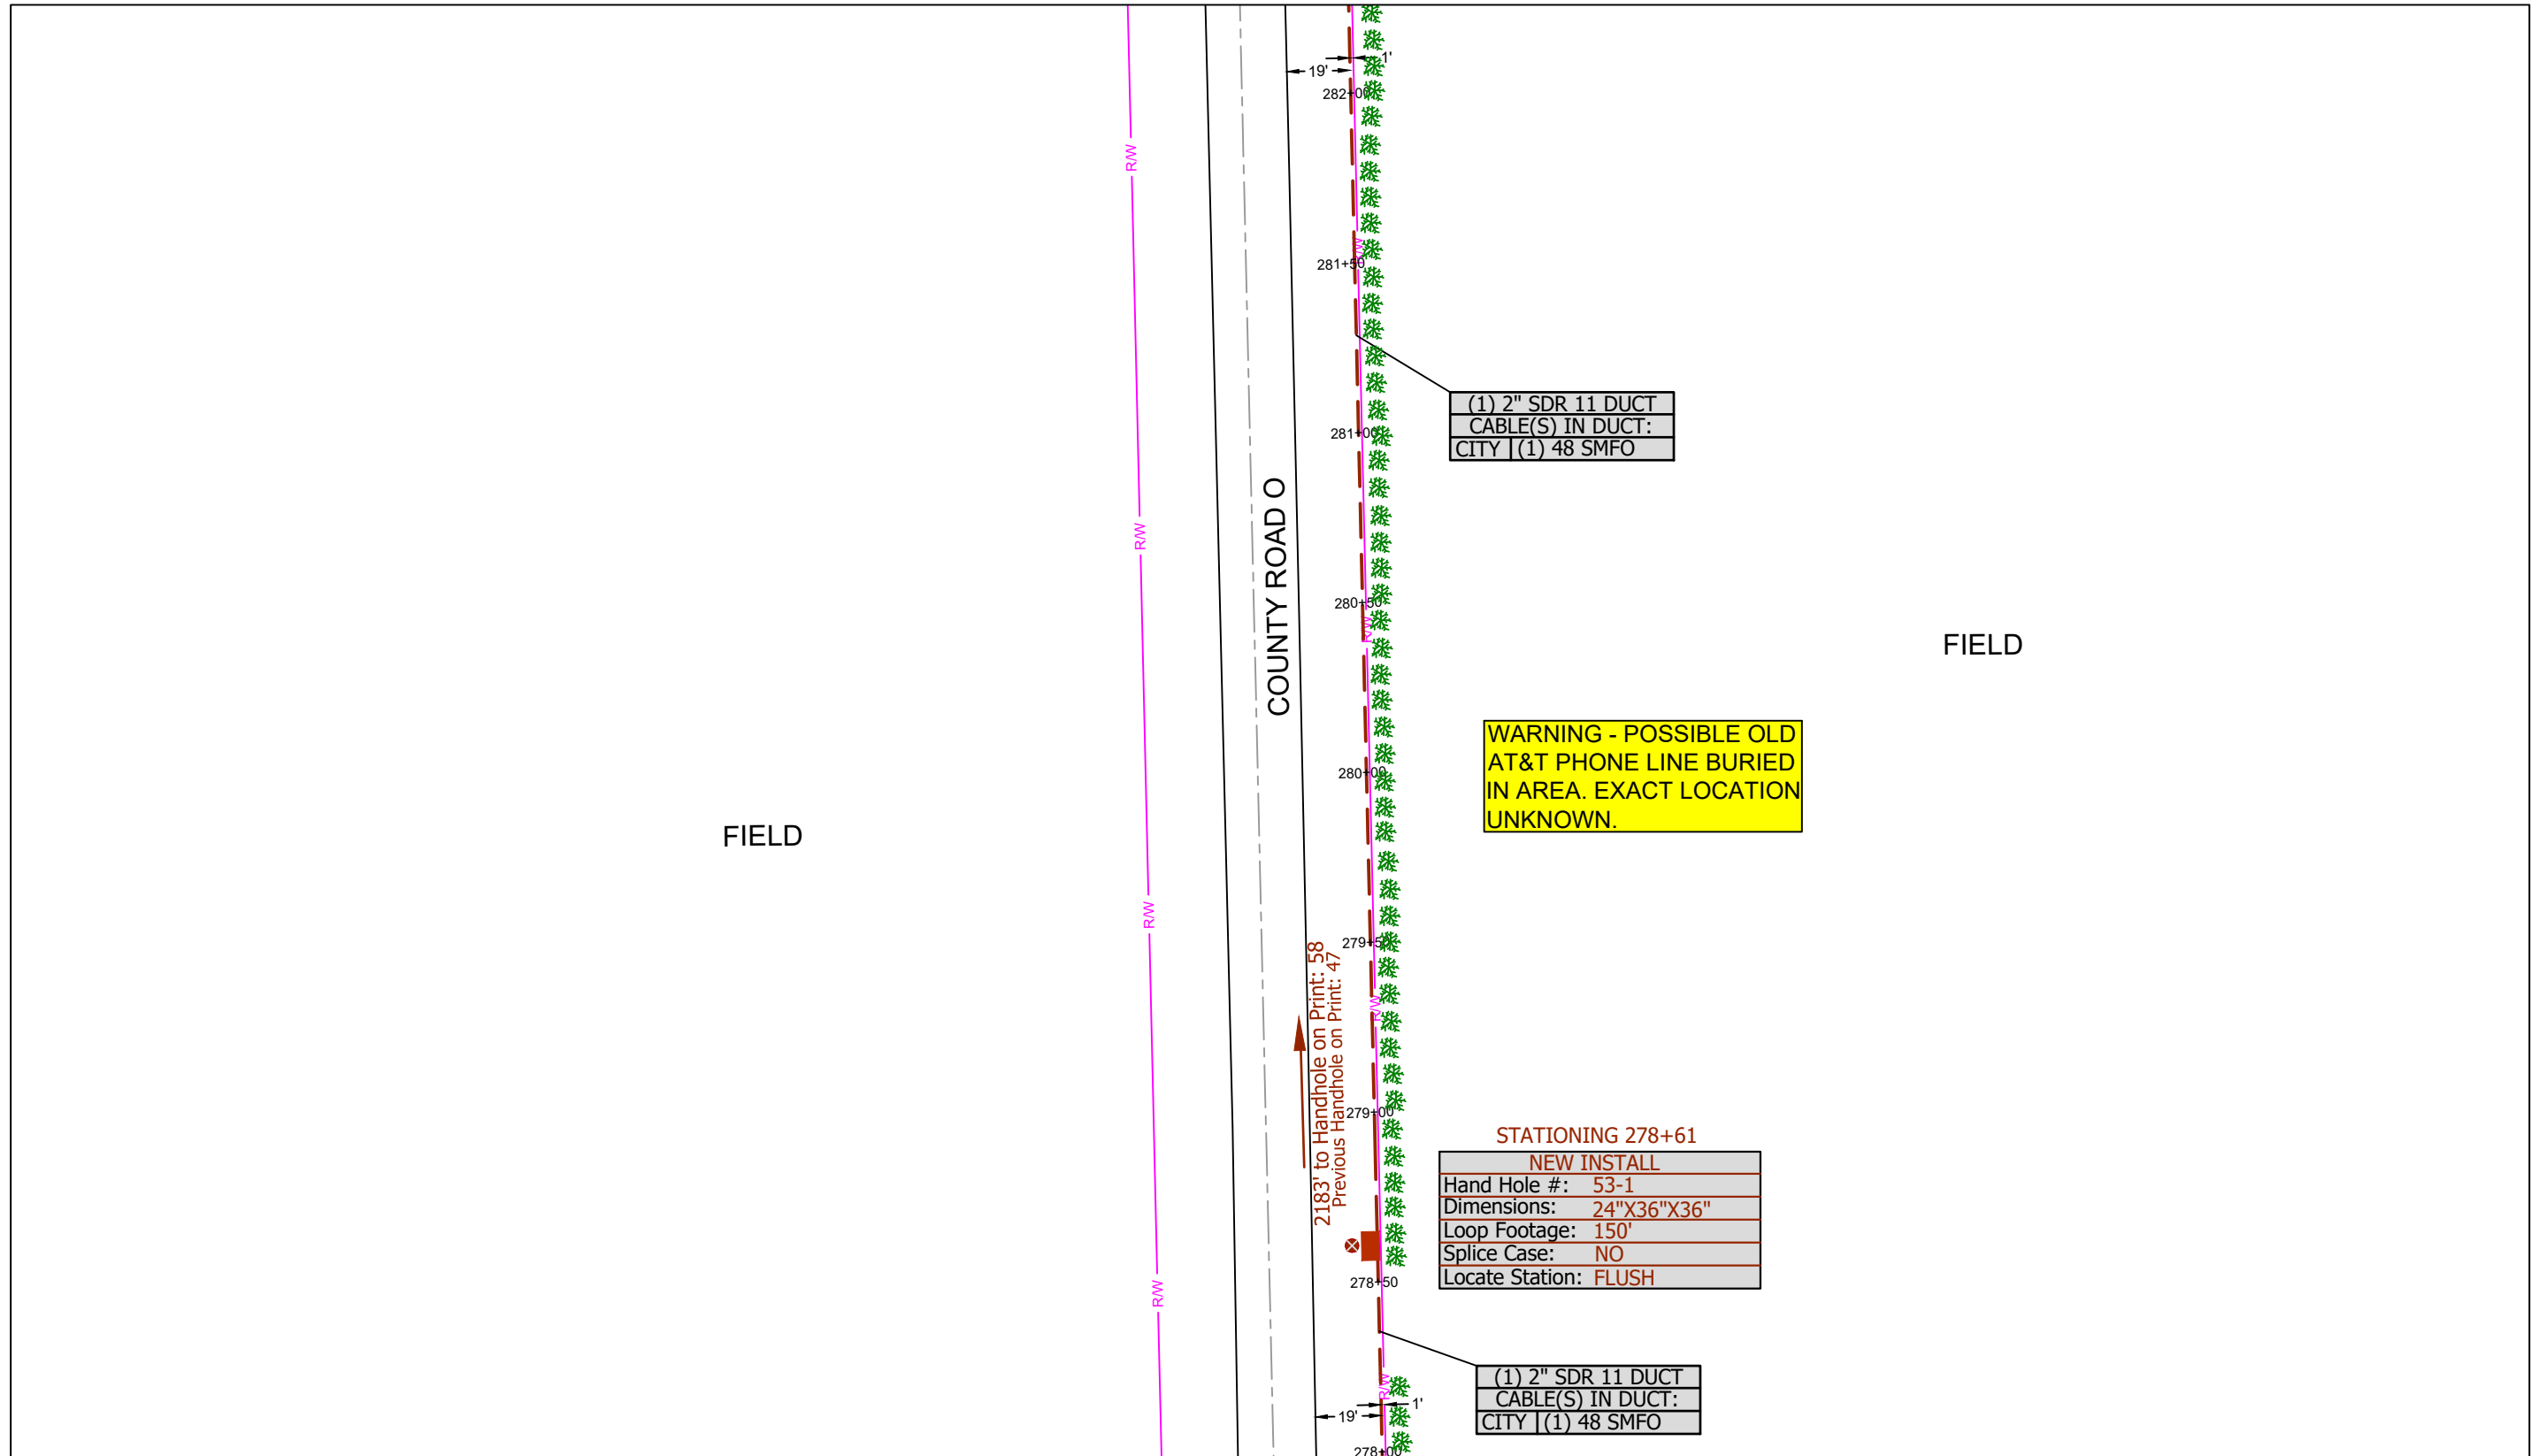 1'
19'
282+00
R/W
R/W
281+50
(1) 2" SDR 11 DUCT
CABLE(S) IN DUCT:
CITY (1) 48 SMFO
281+00
R/W
COUNTY ROAD O
280+50
R/W
FIELD
WARNING - POSSIBLE OLD
AT&T PHONE LINE BURIED
IN AREA. EXACT LOCATION
UNKNOWN.
280+00
FIELD
R/W
279+50
2183' to Handhole on Print: 58
Previous Handhole on Print: 47
R/W
279+00
STATIONING 278+61
NEW INSTALL
Hand Hole #: 53-1
Dimensions: 24"X36"X36"
Loop Footage: 150'
Splice Case: NO
Locate Station: FLUSH
278+50
R/W
(1) 2" SDR 11 DUCT
CABLE(S) IN DUCT:
CITY (1) 48 SMFO
R/W
1'
19'
278+00